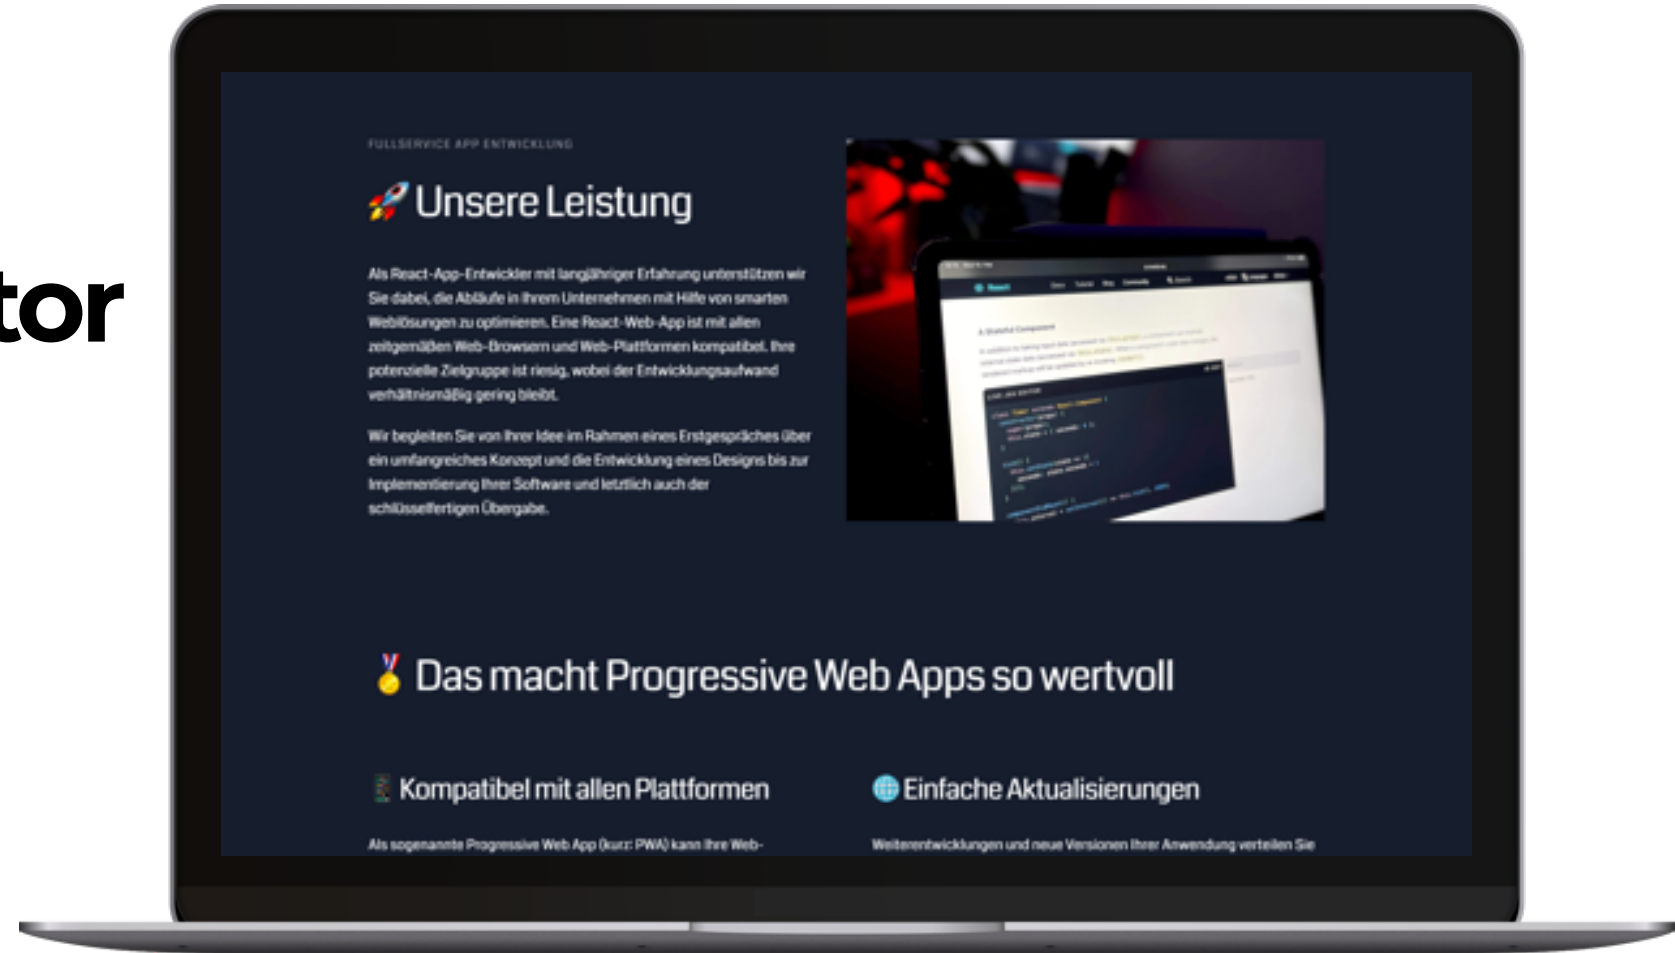 tor
FULLSERVICE APP ENTWICKLUNG
🚀 Unsere Leistung
Als React-App-Entwickler mit langjähriger Erfahrung unterstützen wir
Sie dabei, die Abläufe in Ihrem Unternehmen mit Hilfe von smarten
Weblösungen zu optimieren. Eine React-Web-App ist mit allen
zeitgemäßen Web-Browsern und Web-Plattformen kompatibel. Ihre
potenzielle Zielgruppe ist riesig, wobei der Entwicklungsaufwand
verhältnismäßig gering bleibt.
Wir begleiten Sie von Ihrer Idee im Rahmen eines Erstgespräches über
ein umfangreiches Konzept und die Entwicklung eines Designs bis zur
Implementierung Ihrer Software und letztlich auch der
schlüsselfertigen Übergabe.
React
A Stateful Component
🏅 Das macht Progressive Web Apps so wertvoll
📱 Kompatibel mit allen Plattformen
Als sogenannte Progressive Web App (kurz: PWA) kann Ihre Web-
🌐 Einfache Aktualisierungen
Weiterentwicklungen und neue Versionen Ihrer Anwendung verteilen Sie